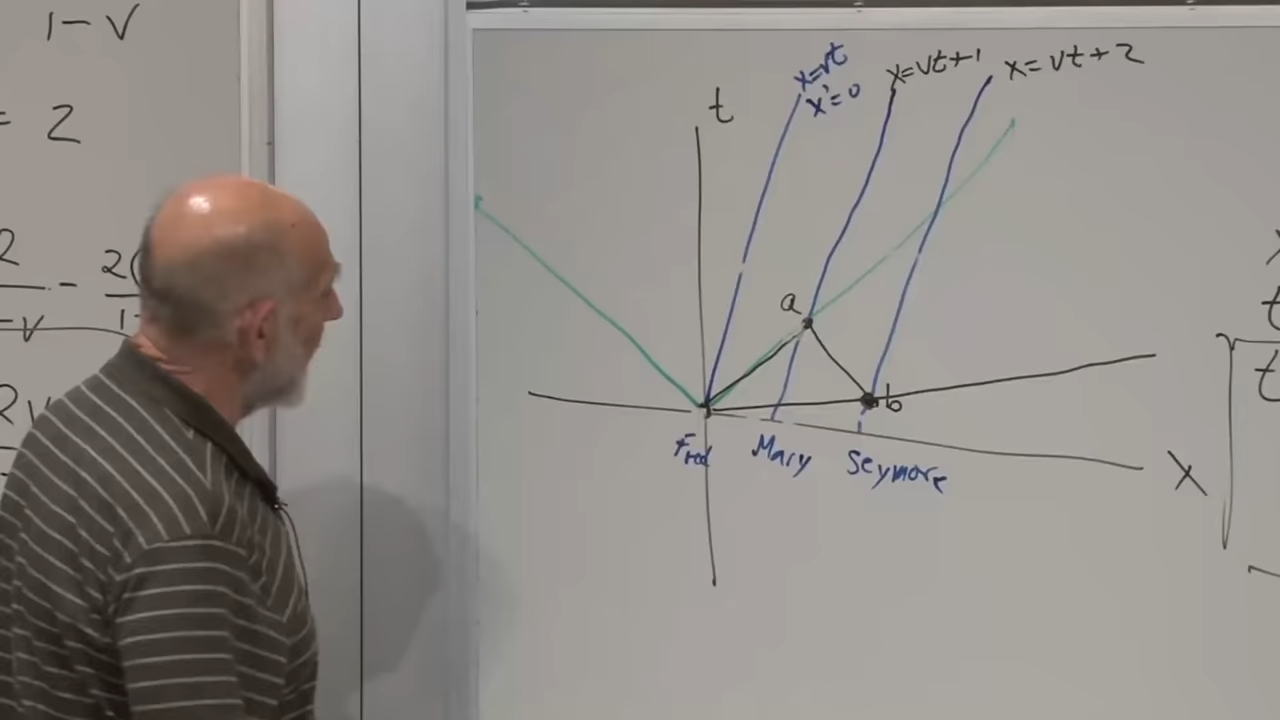 1-v
= 2
2
-
2(
-v
1-
2v
t
x=vt
x'=0
x=vt+1
x=vt+2
a
b
Fred
Mary
Seymore
X
t
t